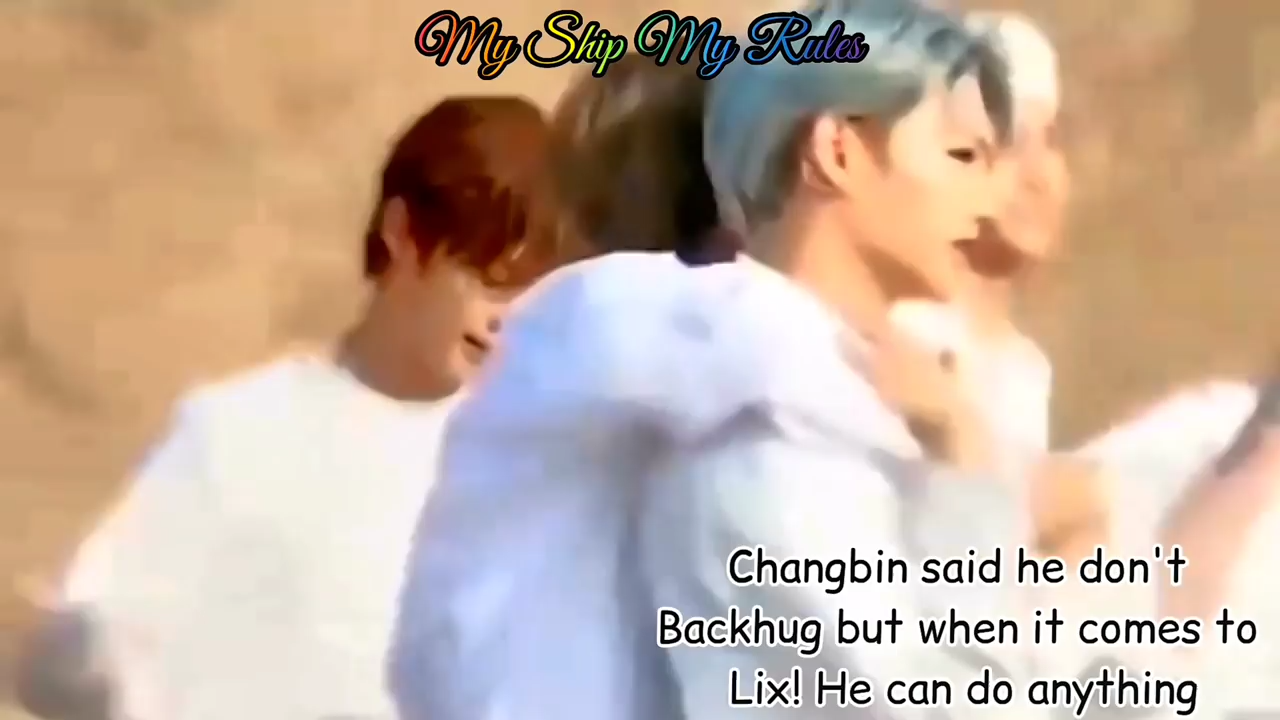 My Ship My Rules
Changbin said he don't
Backhug but when it comes to
Lix! He can do anything